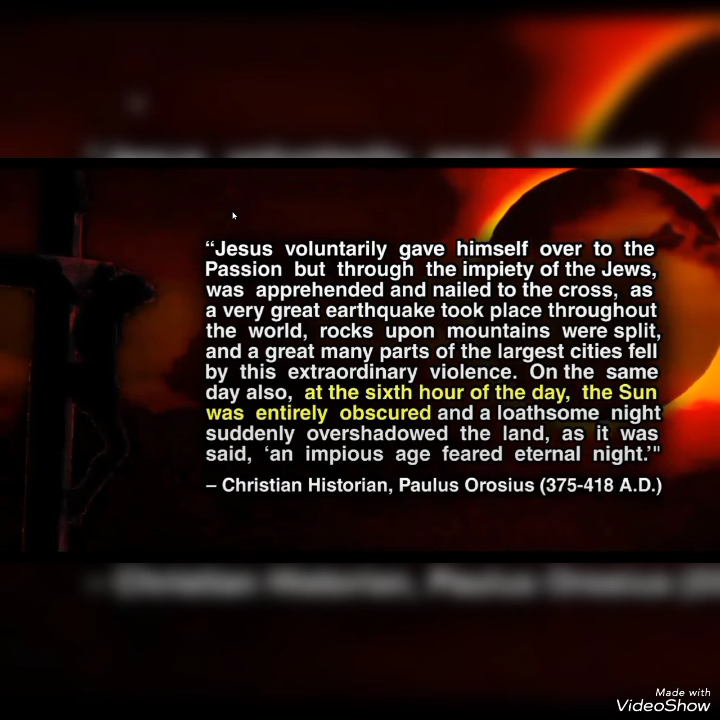 “Jesus voluntarily gave himself over to the
Passion but through the impiety of the Jews,
was apprehended and nailed to the cross, as
a very great earthquake took place throughout
the world, rocks upon mountains were split,
and a great many parts of the largest cities fell
by this extraordinary violence. On the same
day also, at the sixth hour of the day, the Sun
was entirely obscured and a loathsome night
suddenly overshadowed the land, as it was
said, ‘an impious age feared eternal night.’"
– Christian Historian, Paulus Orosius (375-418 A.D.)
Made with
VideoShow